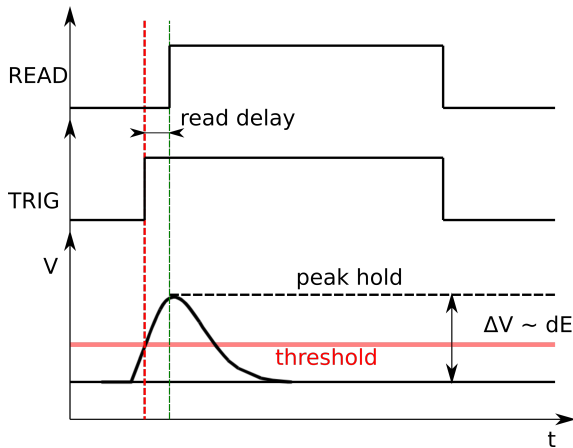 READ
read delay
TRIG
V
peak hold
ΔV ~ dE
threshold
t